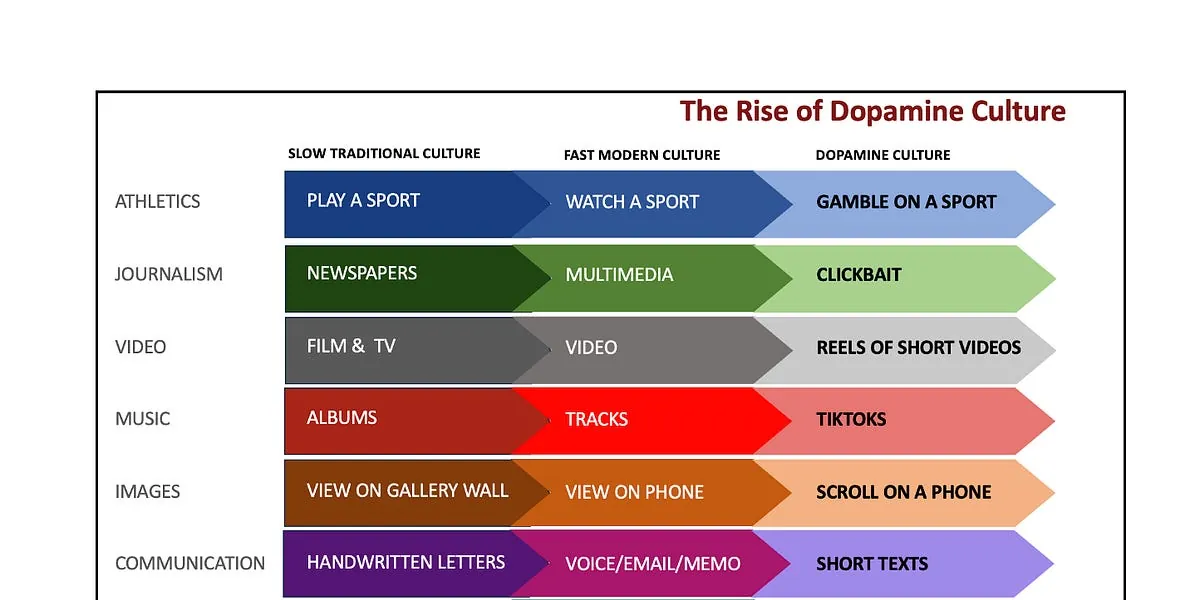 The Rise of Dopamine Culture
SLOW TRADITIONAL CULTURE FAST MODERN CULTURE DOPAMINE CULTURE
ATHLETICS PLAY A SPORT WATCH A SPORT GAMBLE ON A SPORT
JOURNALISM NEWSPAPERS MULTIMEDIA CLICKBAIT
VIDEO FILM & TV VIDEO REELS OF SHORT VIDEOS
MUSIC ALBUMS TRACKS TIKTOKS
IMAGES VIEW ON GALLERY WALL VIEW ON PHONE SCROLL ON A PHONE
COMMUNICATION HANDWRITTEN LETTERS VOICE/EMAIL/MEMO SHORT TEXTS